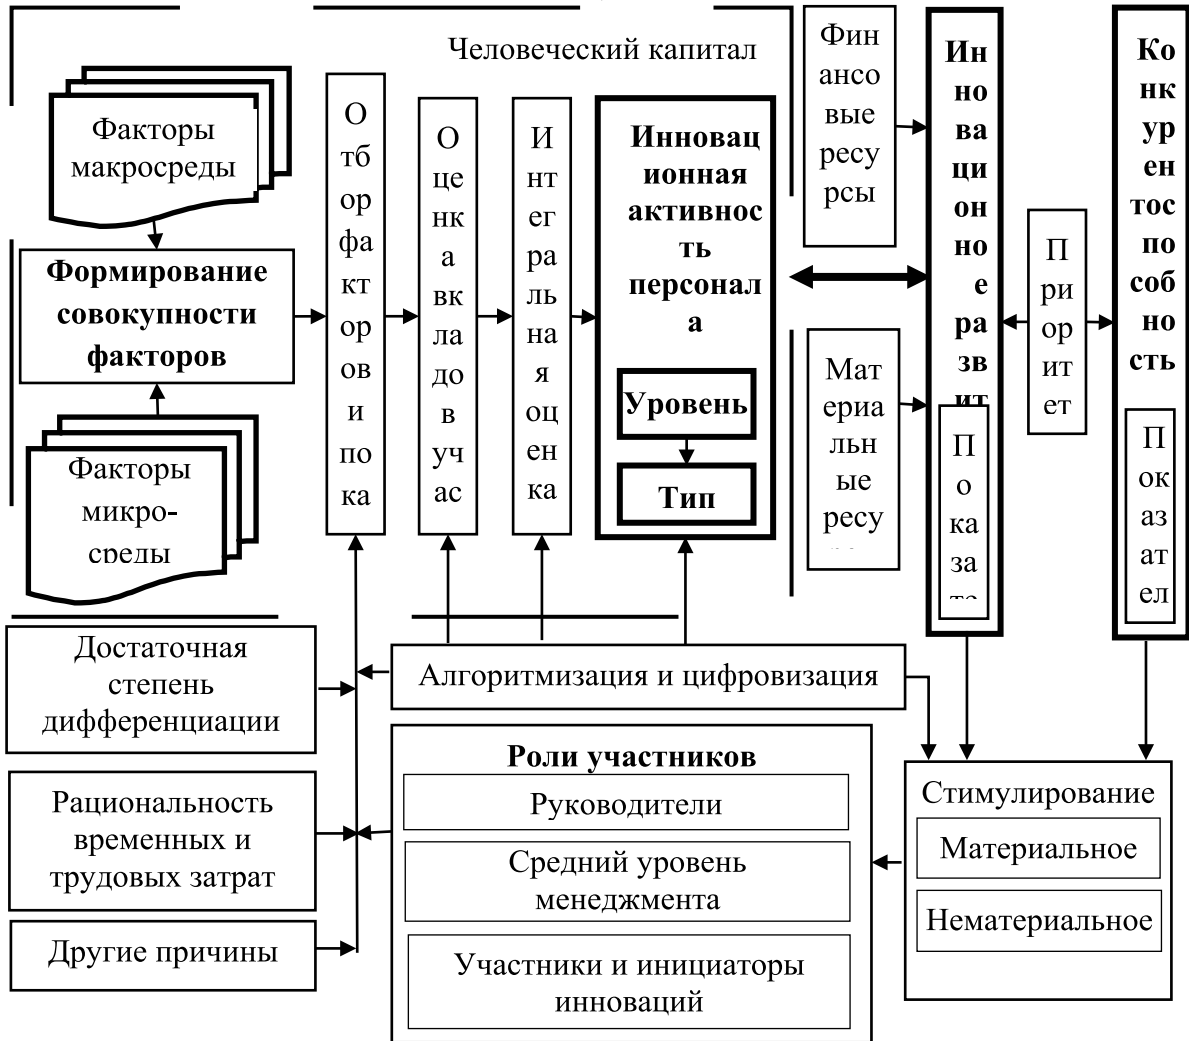 Человеческий капитал
Факторы
макросреды
Формирование
совокупности
факторов
Факторы
микро-
среды
О
тб
ор
фа
кт
ор
ов
и
по
ка
О
це
нк
а
вк
ла
до
в
уч
ас
И
нт
ег
ра
ль
на
я
оц
ен
ка
Инновац
ионная
активнос
ть
персонал
а
Уровень
Тип
Фин
ансо
вые
ресу
рсы
Мат
ериа
льн
ые
ресу
Ин
но
ва
ци
он
но
е
ра
зв
ит
П
о
ка
за
те
П
ри
ор
ит
ет
Ко
нк
ур
ен
тос
по
соб
но
сть
П
ок
аз
ат
ел
Достаточная
степень
дифференциации
Рациональность
временных и
трудовых затрат
Другие причины
Алгоритмизация и цифровизация
Роли участников
Руководители
Средний уровень
менеджмента
Участники и инициаторы
инноваций
Стимулирование
Материальное
Нематериальное